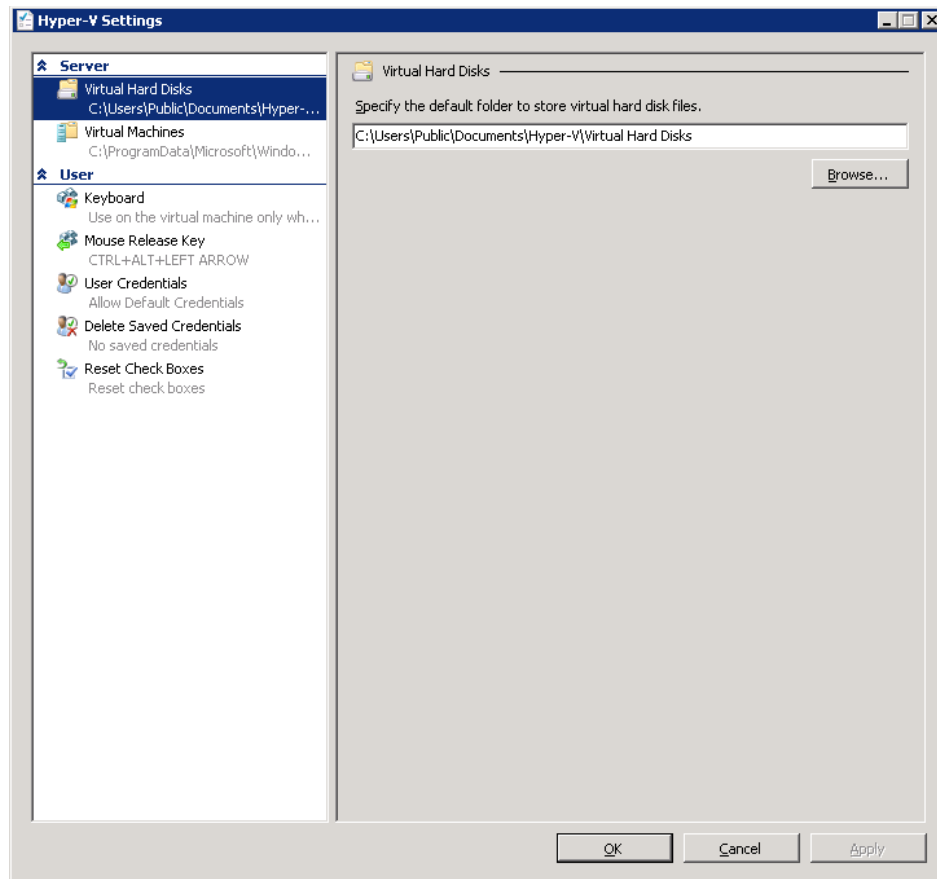 Hyper-V Settings
Server
Virtual Hard Disks
C:\Users\Public\Documents\Hyper-...
Virtual Machines
C:\ProgramData\Microsoft\Windo...
User
Keyboard
Use on the virtual machine only wh...
Mouse Release Key
CTRL+ALT+LEFT ARROW
User Credentials
Allow Default Credentials
Delete Saved Credentials
No saved credentials
Reset Check Boxes
Reset check boxes
Virtual Hard Disks
Specify the default folder to store virtual hard disk files.
C:\Users\Public\Documents\Hyper-V\Virtual Hard Disks
Browse...
OK
Cancel
Apply